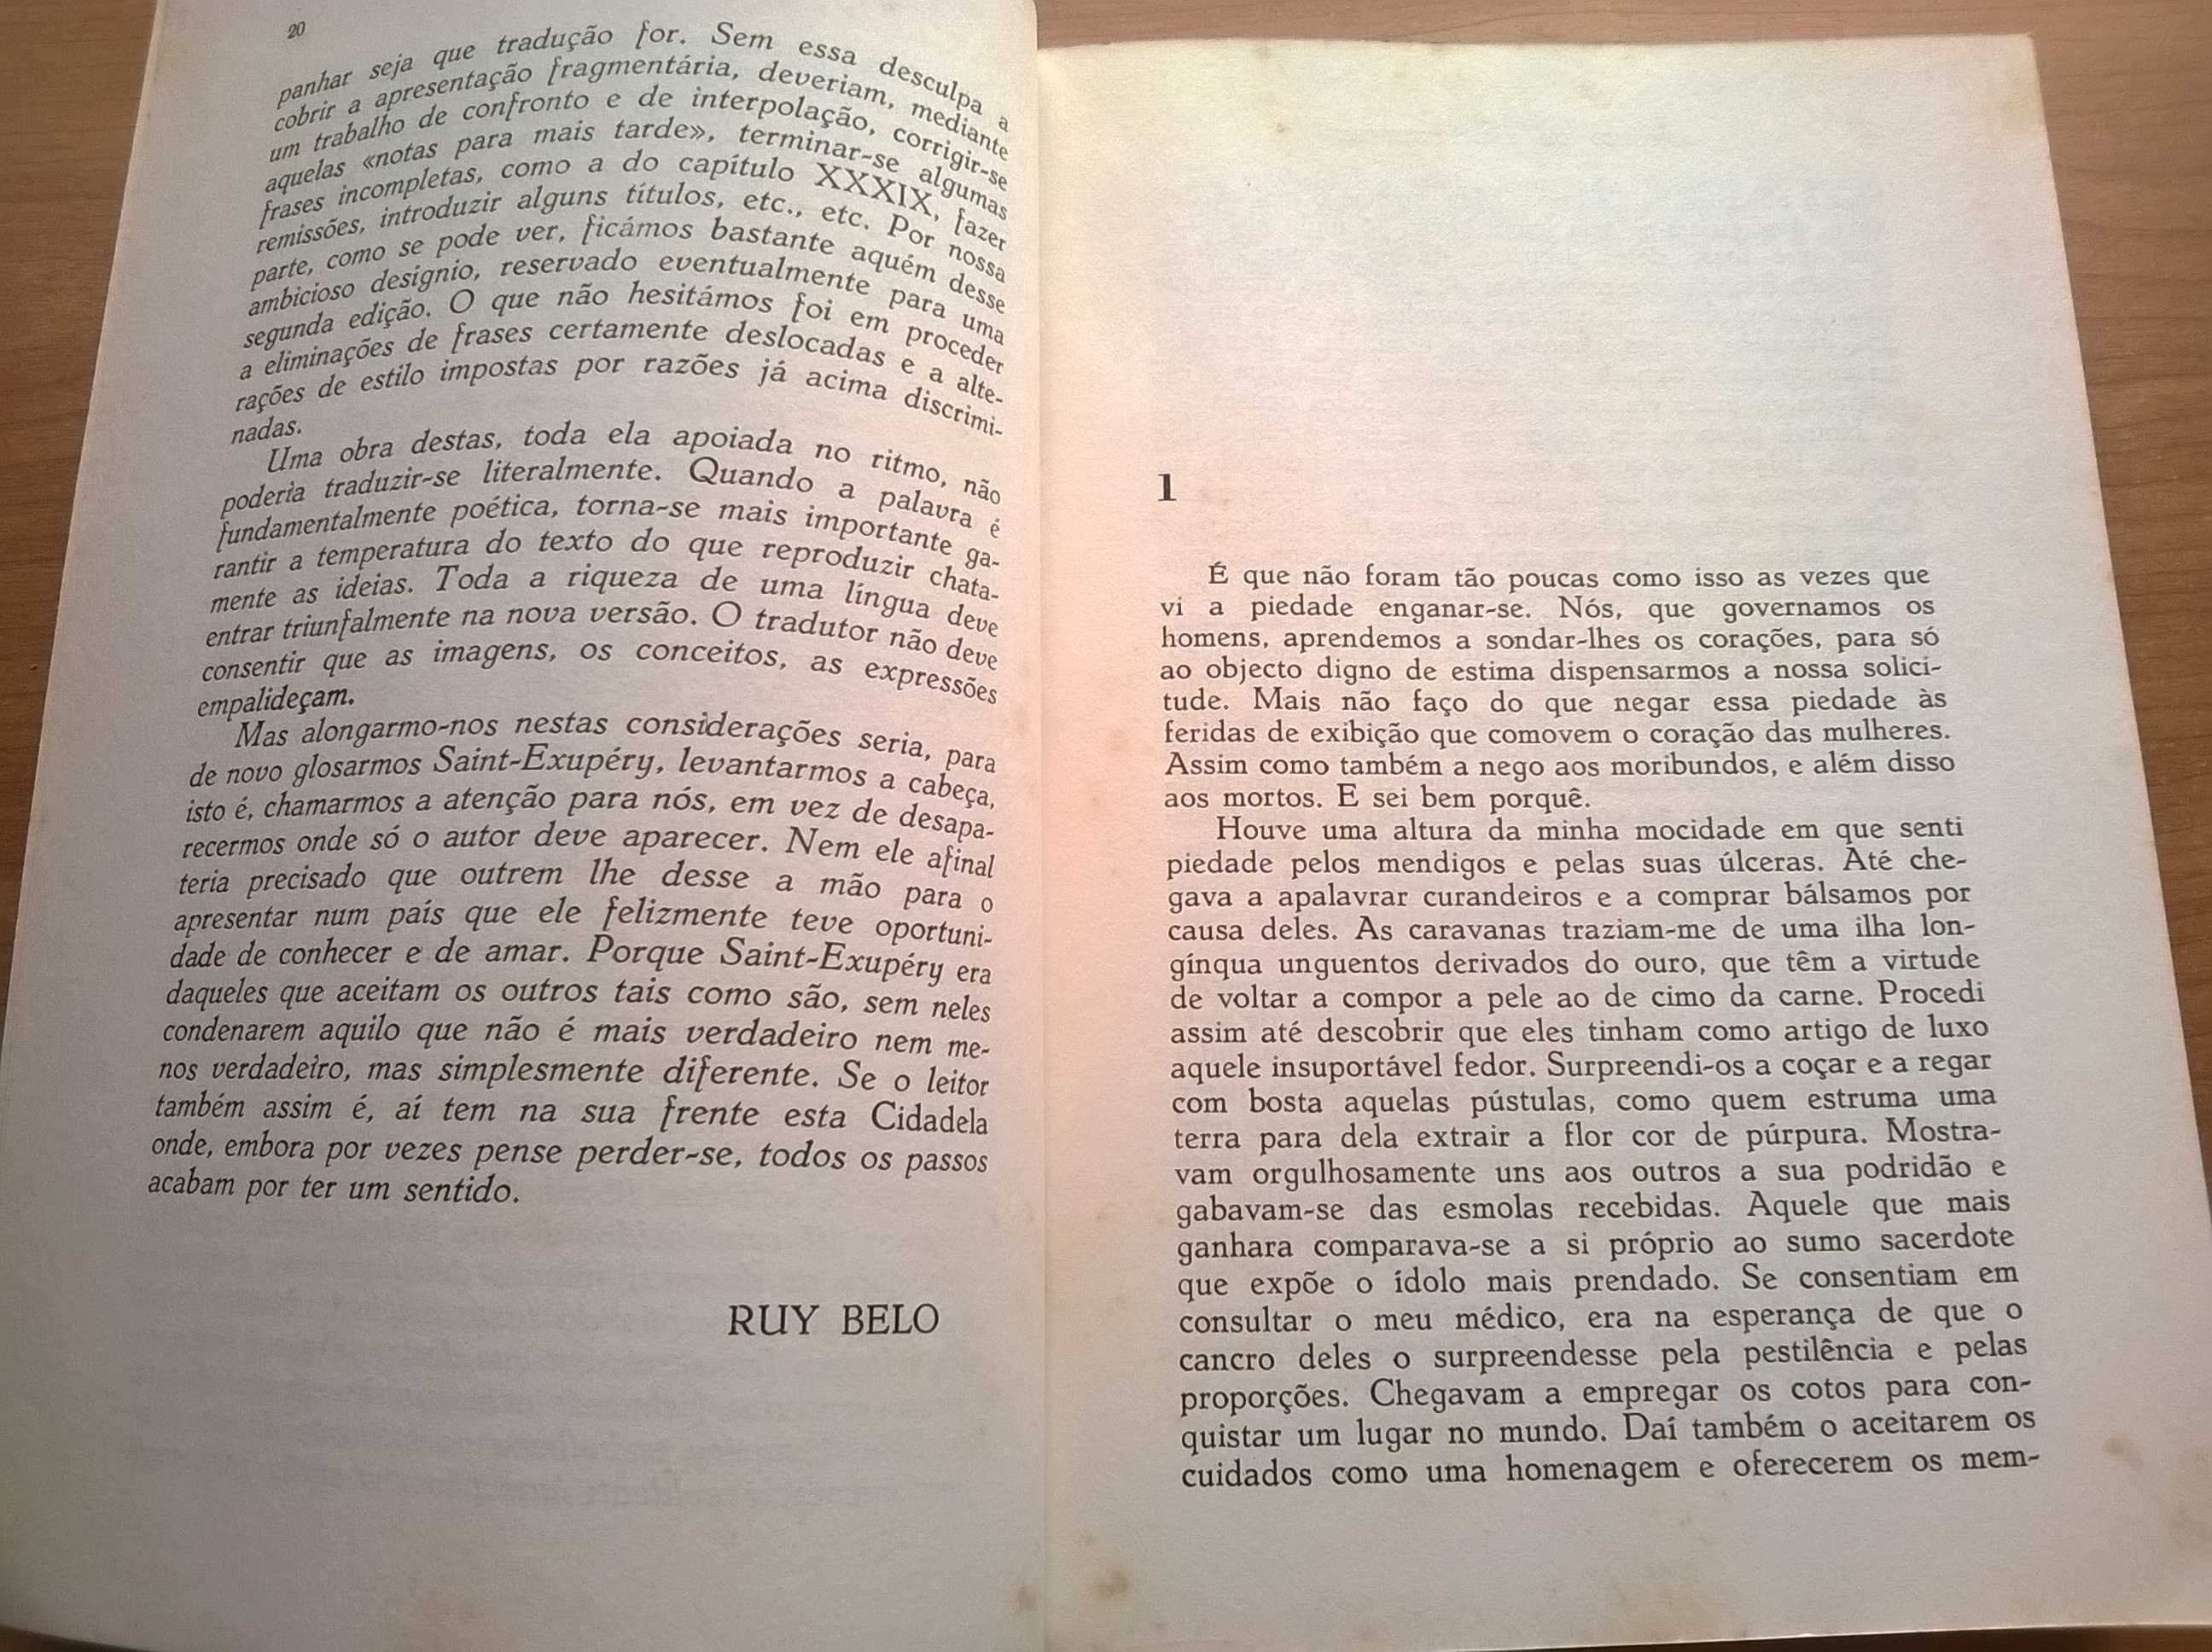 20
panhar seja que tradução for. Sem essa desculpa a
cobrir a apresentação fragmentária, deveriam, mediante
um trabalho de confronto e de interpolação, corrigir-se
aquelas «notas para mais tarde», terminar-se algumas
frases incompletas, como a do capítulo XXXIX, fazer
remissões, introduzir alguns títulos, etc., etc. Por nossa
parte, como se pode ver, ficámos bastante aquém desse
ambicioso desígnio, reservado eventualmente para uma
segunda edição. O que não hesitámos foi em proceder
a eliminações de frases certamente deslocadas e a alte-
rações de estilo impostas por razões já acima discrimi-
nadas.
Uma obra destas, toda ela apoiada no ritmo, não
poderia traduzir-se literalmente. Quando a palavra é
fundamentalmente poética, torna-se mais importante ga-
rantir a temperatura do texto do que reproduzir chata-
mente as ideias. Toda a riqueza de uma língua deve
entrar triunfalmente na nova versão. O tradutor não deve
consentir que as imagens, os conceitos, as expressões
empalideçam.
Mas alongarmo-nos nestas considerações seria, para
de novo glosarmos Saint-Exupéry, levantarmos a cabeça,
isto é, chamarmos a atenção para nós, em vez de desapa-
recermos onde só o autor deve aparecer. Nem ele afinal
teria precisado que outrem lhe desse a mão para o
apresentar num país que ele felizmente teve oportuni-
dade de conhecer e de amar. Porque Saint-Exupéry era
daqueles que aceitam os outros tais como são, sem neles
condenarem aquilo que não é mais verdadeiro nem me-
nos verdadeiro, mas simplesmente diferente. Se o leitor
também assim é, aí tem na sua frente esta Cidadela
onde, embora por vezes pense perder-se, todos os passos
acabam por ter um sentido.
RUY BELO
1
É que não foram tão poucas como isso as vezes que
vi a piedade enganar-se. Nós, que governamos os
homens, aprendemos a sondar-lhes os corações, para só
ao objecto digno de estima dispensarmos a nossa solici-
tude. Mais não faço do que negar essa piedade às
feridas de exibição que comovem o coração das mulheres.
Assim como também a nego aos moribundos, e além disso
aos mortos. E sei bem porquê.
Houve uma altura da minha mocidade em que senti
piedade pelos mendigos e pelas suas úlceras. Até che-
gava a apalavrar curandeiros e a comprar bálsamos por
causa deles. As caravanas traziam-me de uma ilha lon-
gínqua unguentos derivados do ouro, que têm a virtude
de voltar a compor a pele ao de cimo da carne. Procedi
assim até descobrir que eles tinham como artigo de luxo
aquele insuportável fedor. Surpreendi-os a coçar e a regar
com bosta aquelas pústulas, como quem estruma uma
terra para dela extrair a flor cor de púrpura. Mostra-
vam orgulhosamente uns aos outros a sua podridão e
gabavam-se das esmolas recebidas. Aquele que mais
ganhara comparava-se a si próprio ao sumo sacerdote
que expõe o ídolo mais prendado. Se consentiam em
consultar o meu médico, era na esperança de que o
cancro deles o surpreendesse pela pestilência e pelas
proporções. Chegavam a empregar os cotos para con-
quistar um lugar no mundo. Daí também o aceitarem os
cuidados como uma homenagem e oferecerem os mem-